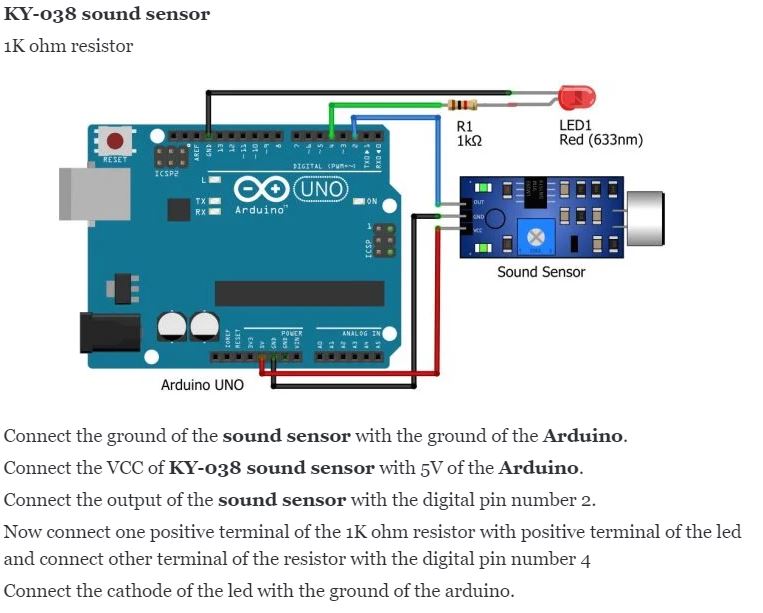 KY-038 sound sensor
1K ohm resistor
RESET
ICSP2
AREF
GND
13
12
~11
~10
~9
8
7
~6
~5
4
~3
2
TX0▶1
RX0◀0
DIGITAL (PWM=~)
L
TX
RX
UNO
Arduino™
ON
ICSP
1
IOREF
RESET
3V3
5V
GND
GND
VIN
POWER
ANALOG IN
A0
A1
A2
A3
A4
A5
R1
1kΩ
LED1
Red (633nm)
OUT
GND
VCC
Sound Sensor
Arduino UNO
Connect the ground of the sound sensor with the ground of the Arduino.
Connect the VCC of KY-038 sound sensor with 5V of the Arduino.
Connect the output of the sound sensor with the digital pin number 2.
Now connect one positive terminal of the 1K ohm resistor with positive terminal of the led
and connect other terminal of the resistor with the digital pin number 4
Connect the cathode of the led with the ground of the arduino.